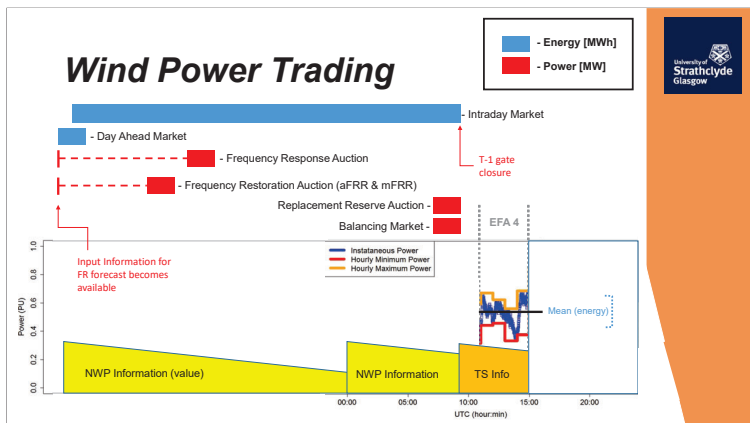 Wind Power Trading
- Energy [MWh]
- Power [MW]
University of
Strathclyde
Glasgow
- Intraday Market
- Day Ahead Market
- Frequency Response Auction
T-1 gate
closure
- Frequency Restoration Auction (aFRR & mFRR)
Replacement Reserve Auction -
Balancing Market -
EFA 4
Input Information for
FR forecast becomes
available
Instataneous Power
Hourly Minimum Power
Hourly Maximum Power
Mean (energy)
Power (PU)
1.0
0.8
0.6
0.4
0.2
0.0
NWP Information (value)
NWP Information
TS Info
00:00
05:00
10:00
15:00
20:00
UTC (hour:min)